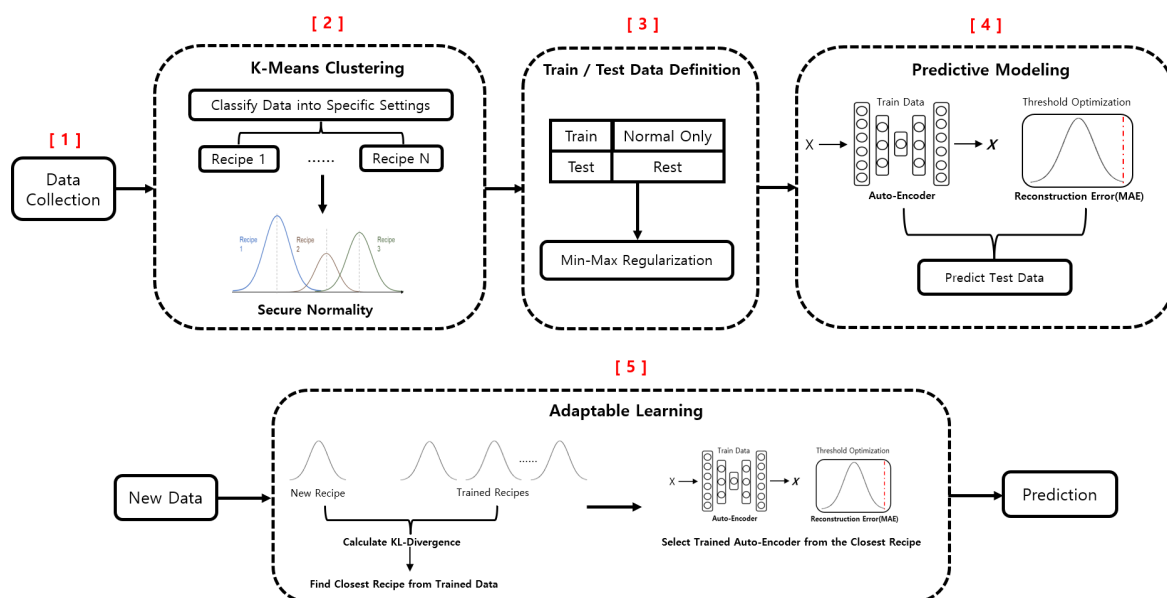 [ 1 ]
Data
Collection
[ 2 ]
K-Means Clustering
Classify Data into Specific Settings
Recipe 1
......
Recipe N
Recipe
1
Recipe
2
Recipe
3
Secure Normality
[ 3 ]
Train / Test Data Definition
Train Normal Only
Test Rest
Min-Max Regularization
[ 4 ]
Predictive Modeling
Train Data
X
X
Auto-Encoder
Threshold Optimization
Reconstruction Error(MAE)
Predict Test Data
[ 5 ]
Adaptable Learning
New Data
New Recipe
......
Trained Recipes
Calculate KL-Divergence
Find Closest Recipe from Trained Data
Train Data
X
X
Auto-Encoder
Threshold Optimization
Reconstruction Error(MAE)
Select Trained Auto-Encoder from the Closest Recipe
Prediction